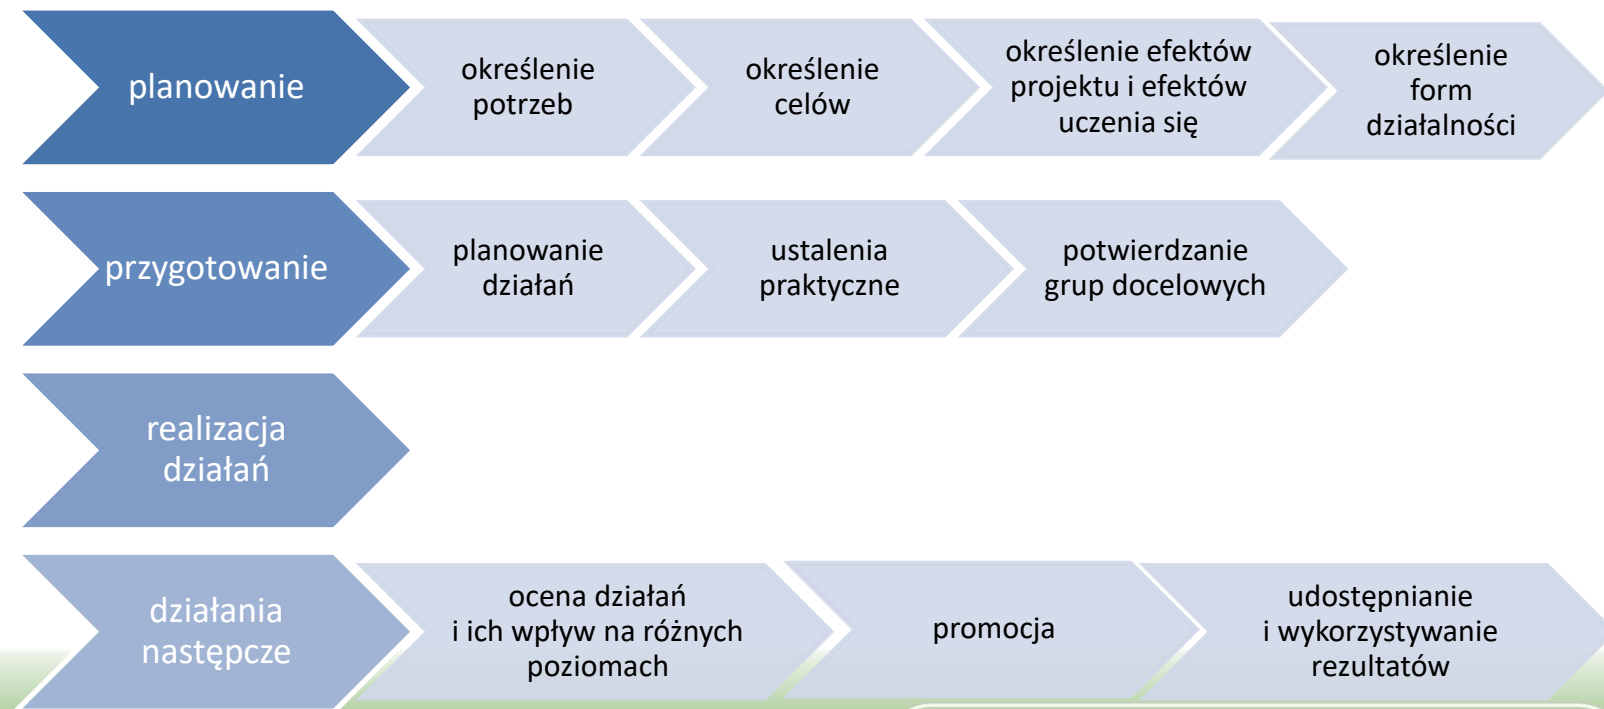 planowanie
określenie
potrzeb
określenie
celów
określenie efektów
projektu i efektów
uczenia się
określenie
form
działalności
przygotowanie
planowanie
działań
ustalenia
praktyczne
potwierdzanie
grup docelowych
realizacja
działań
działania
następcze
ocena działań
i ich wpływ na różnych
poziomach
promocja
udostępnianie
i wykorzystywanie
rezultatów